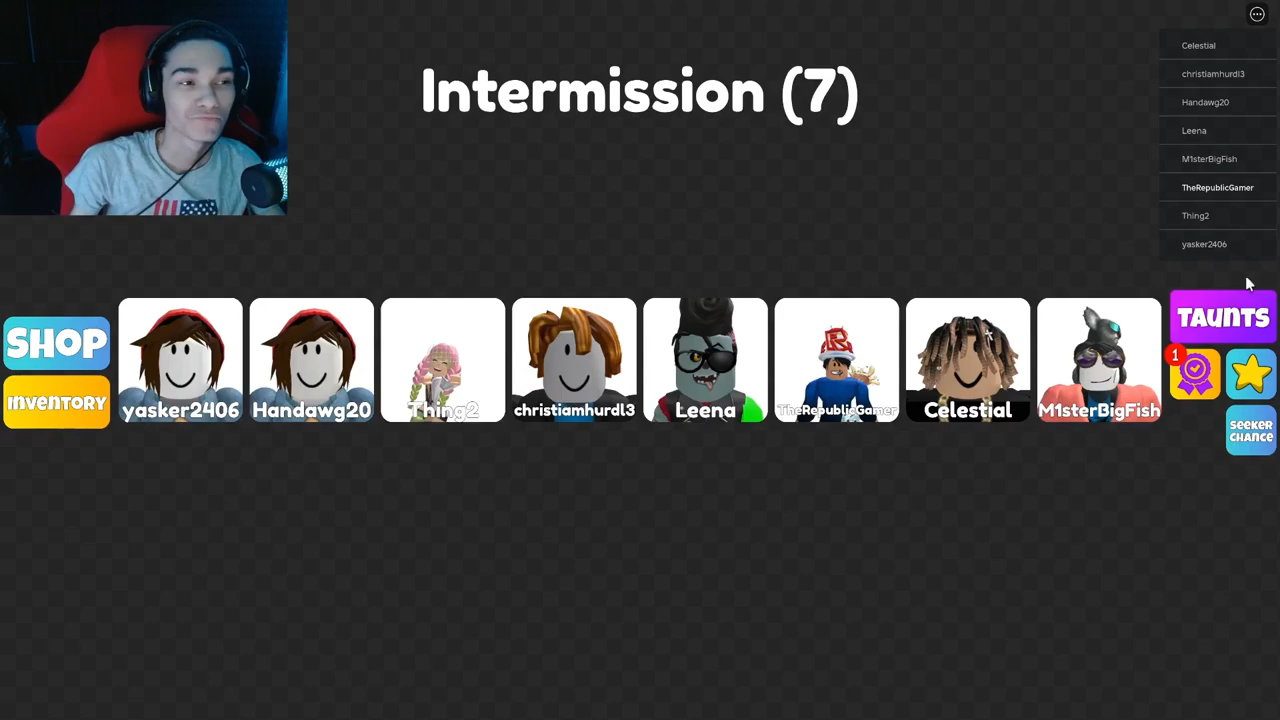 Intermission (7)
Celestial
christiamhurdl3
Handawg20
Leena
M1sterBigFish
TheRepublicGamer
Thing2
yasker2406
SHOP
INVENTORY
yasker2406
Handawg20
Thing2
christiamhurdl3
Leena
TheRepublicGamer
Celestial
M1sterBigFish
TAUNTS
1
SEEKER
CHANCE